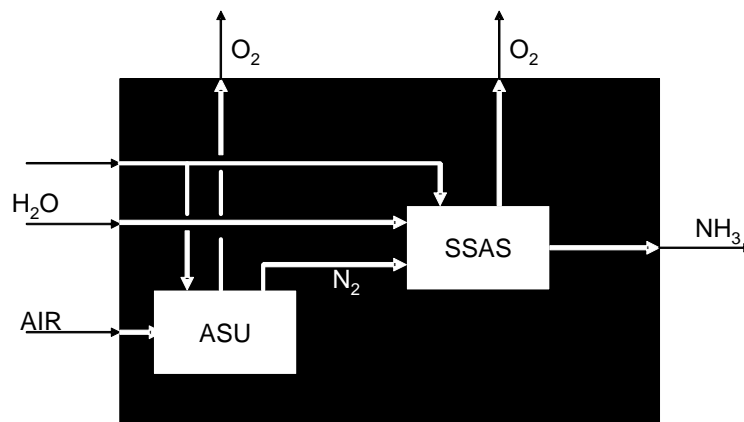 O₂
O₂
H₂O
NH₃
SSAS
N₂
AIR
ASU